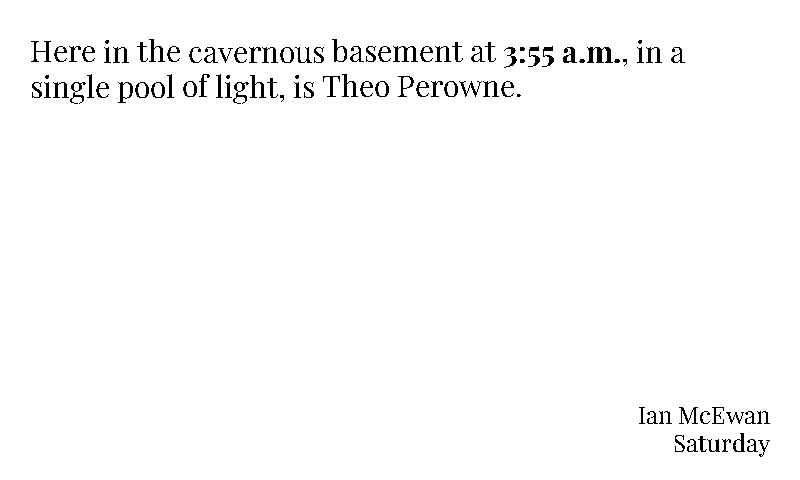 Here in the cavernous basement at 3:55 a.m., in a
single pool of light, is Theo Perowne.
Ian McEwan
Saturday